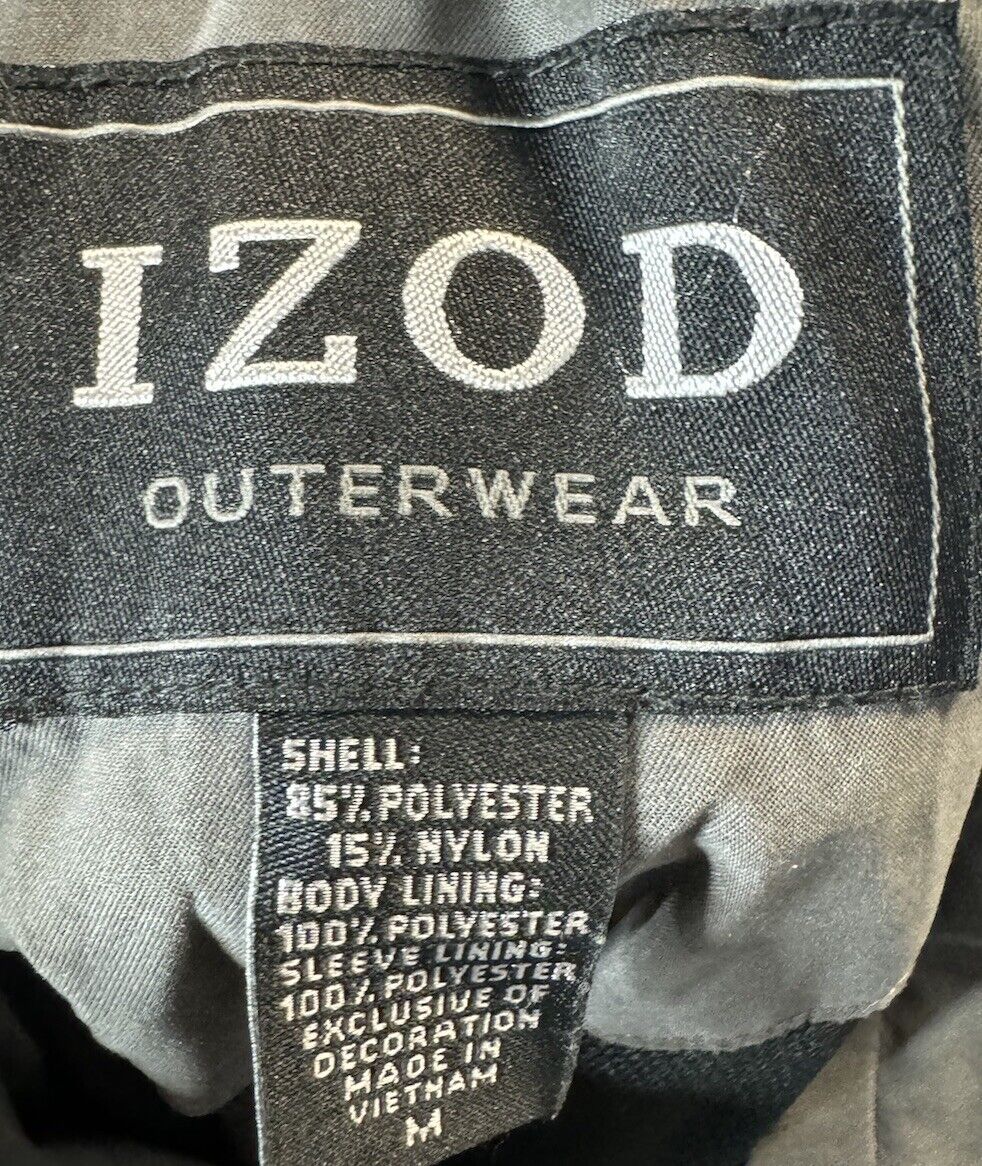 IZOD
OUTERWEAR
SHELL:
85% POLYESTER
15% NYLON
BODY LINING:
100% POLYESTER
SLEEVE LINING:
100% POLYESTER
EXCLUSIVE OF
DECORATION
MADE IN
VIETNAM
M